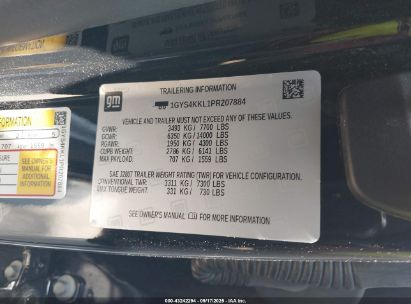 TRAILERING INFORMATION
gm
1GYS4KKL1PR207884
VEHICLE AND TRAILER MUST NOT EXCEED ANY OF THESE VALUES.
GVWR: 3493 KG / 7700 LBS
GCWR: 6350 KG / 14000 LBS
RGAWR: 1950 KG / 4300 LBS
CURB WEIGHT: 2786 KG / 6141 LBS
MAX PAYLOAD: 707 KG / 1559 LBS
SAE J2807 TRAILER WEIGHT RATING (TWR) FOR VEHICLE CONFIGURATION.
CONVENTIONAL TWR: 3311 KG / 7300 LBS
MAX TONGUE WEIGHT: 331 KG / 730 LBS
SEE OWNER'S MANUAL FOR MORE INFORMATION
SEE OWNER'S
MANUAL FOR
ADDITIONAL
INFORMATION